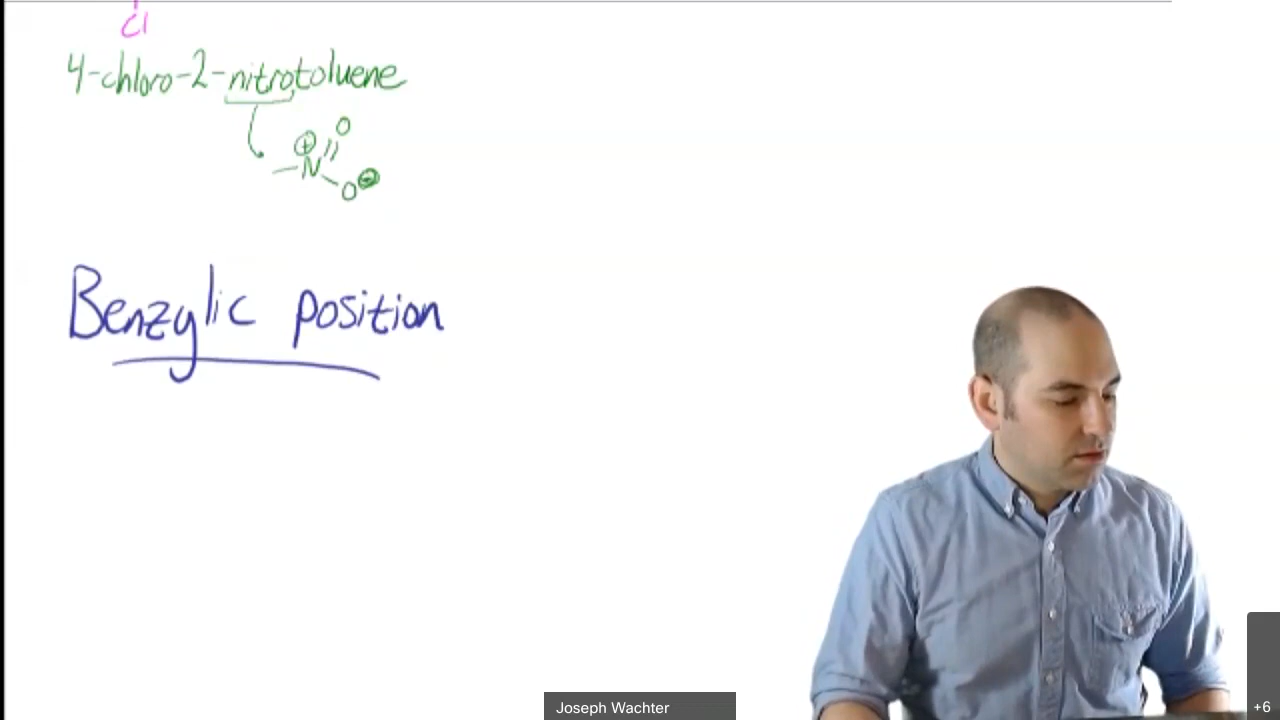 Cl
4-chloro-2-nitrotoluene
⊕ O
N
O ⊖
Benzylic position
Joseph Wachter
+6